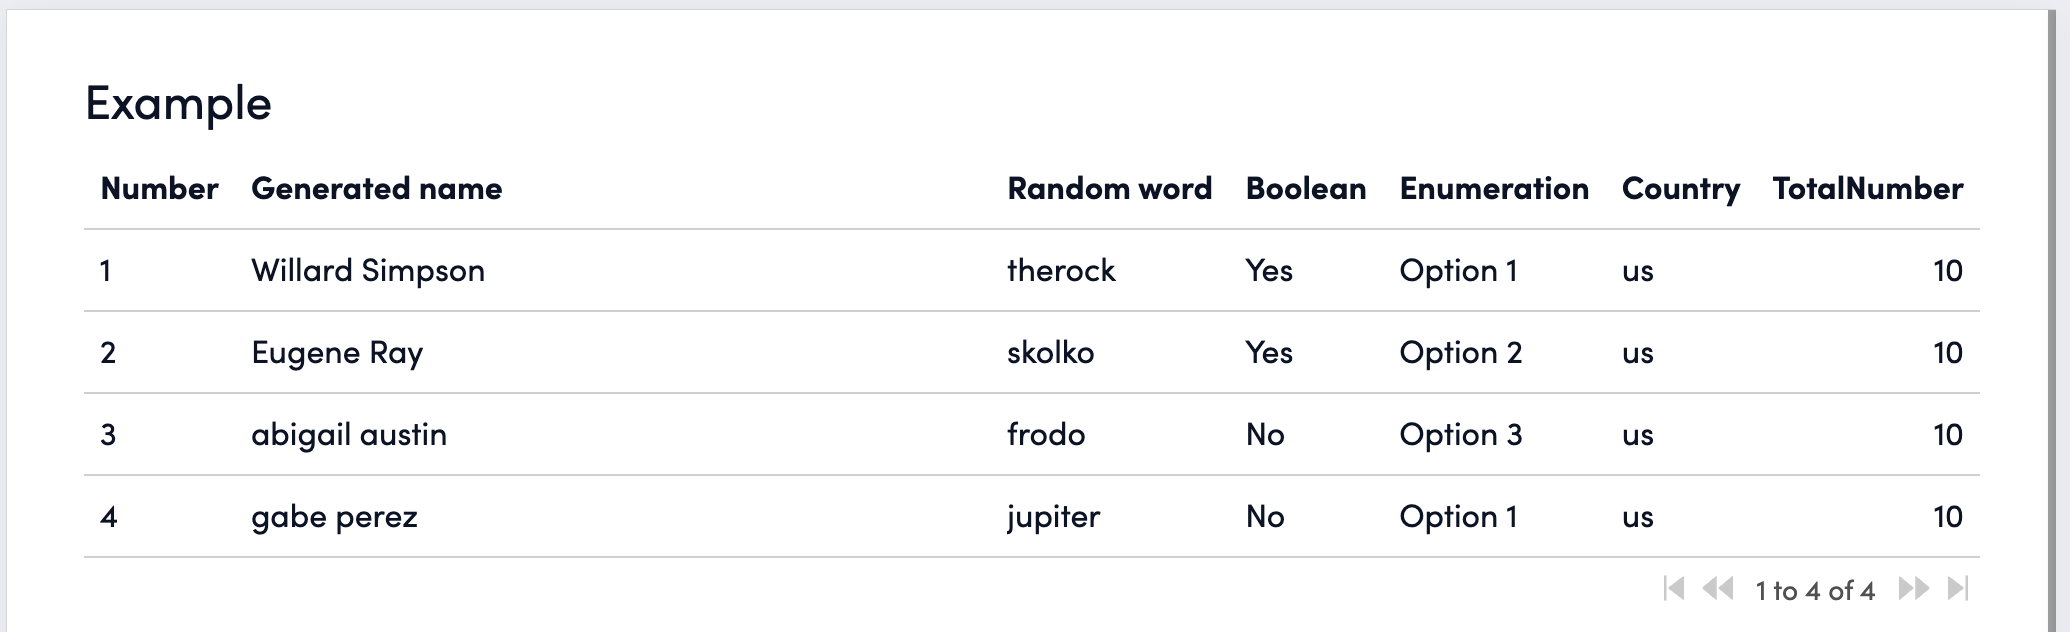 Example
Number Generated name Random word Boolean Enumeration Country TotalNumber
1 Willard Simpson therock Yes Option 1 us 10
2 Eugene Ray skolko Yes Option 2 us 10
3 abigail austin frodo No Option 3 us 10
4 gabe perez jupiter No Option 1 us 10
1 to 4 of 4